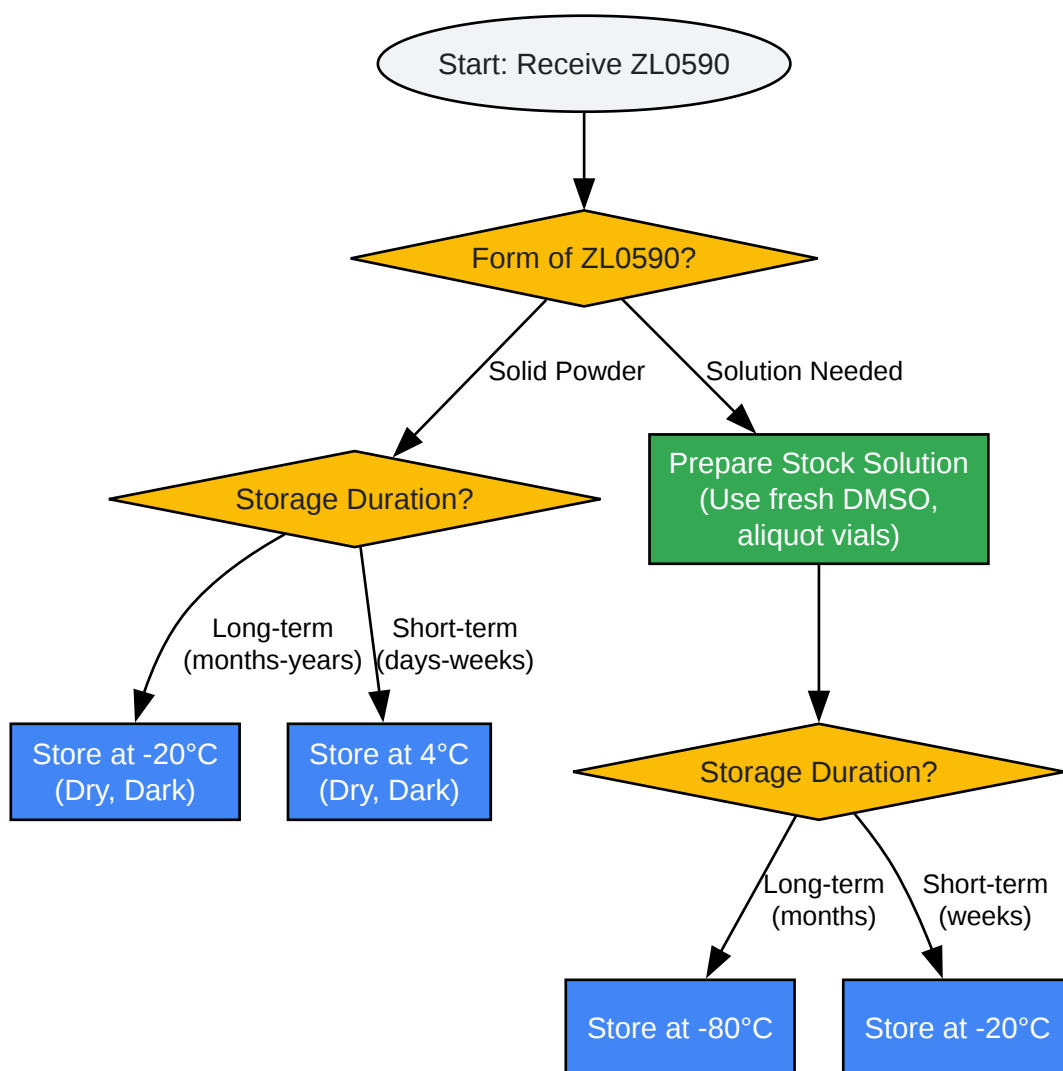 Start: Receive ZL0590
Form of ZL0590?
Solid Powder
Solution Needed
Prepare Stock Solution
(Use fresh DMSO,
aliquot vials)
Storage Duration?
Long-term
(months-years)
Short-term
(days-weeks)
Store at -20°C
(Dry, Dark)
Store at 4°C
(Dry, Dark)
Storage Duration?
Long-term
(months)
Short-term
(weeks)
Store at -80°C
Store at -20°C